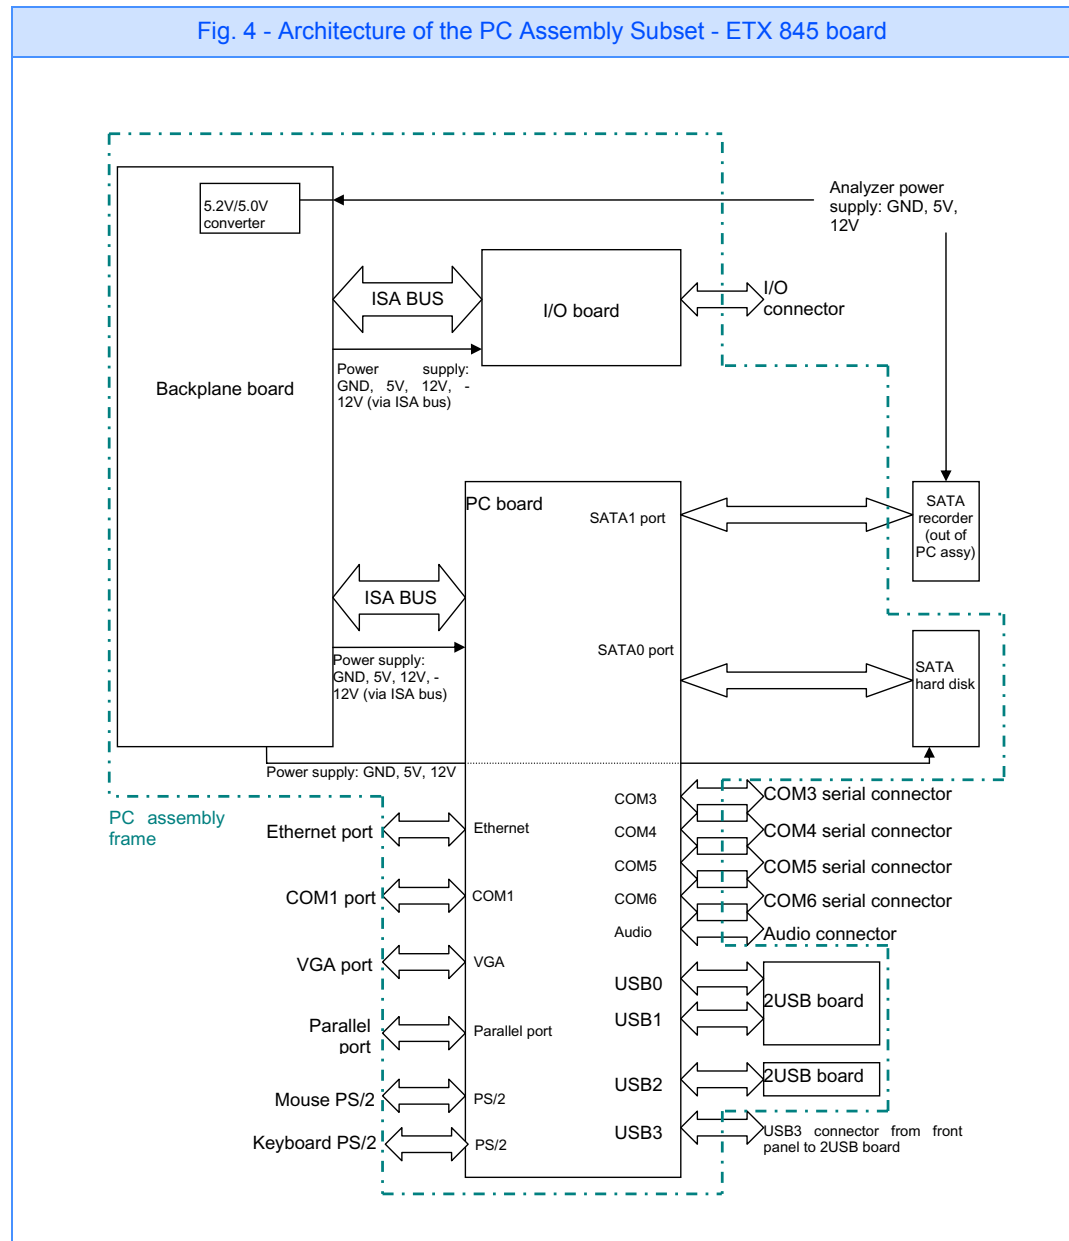 Fig. 4 - Architecture of the PC Assembly Subset - ETX 845 board
5.2V/5.0V
converter
Analyzer power
supply: GND, 5V,
12V
ISA BUS
I/O board
I/O
connector
Backplane board
Power supply:
GND, 5V, 12V, -
12V (via ISA bus)
PC board
SATA1 port
SATA
recorder
(out of
PC assy)
ISA BUS
SATA0 port
Power supply:
GND, 5V, 12V, -
12V (via ISA bus)
SATA
hard disk
Power supply: GND, 5V, 12V
PC assembly
frame
Ethernet port
Ethernet
COM1 port
COM1
VGA port
VGA
Parallel
port
Parallel port
Mouse PS/2
PS/2
Keyboard PS/2
PS/2
COM3
COM3 serial connector
COM4
COM4 serial connector
COM5
COM5 serial connector
COM6
COM6 serial connector
Audio
Audio connector
USB0
USB1
2USB board
USB2
2USB board
USB3
USB3 connector from front
panel to 2USB board